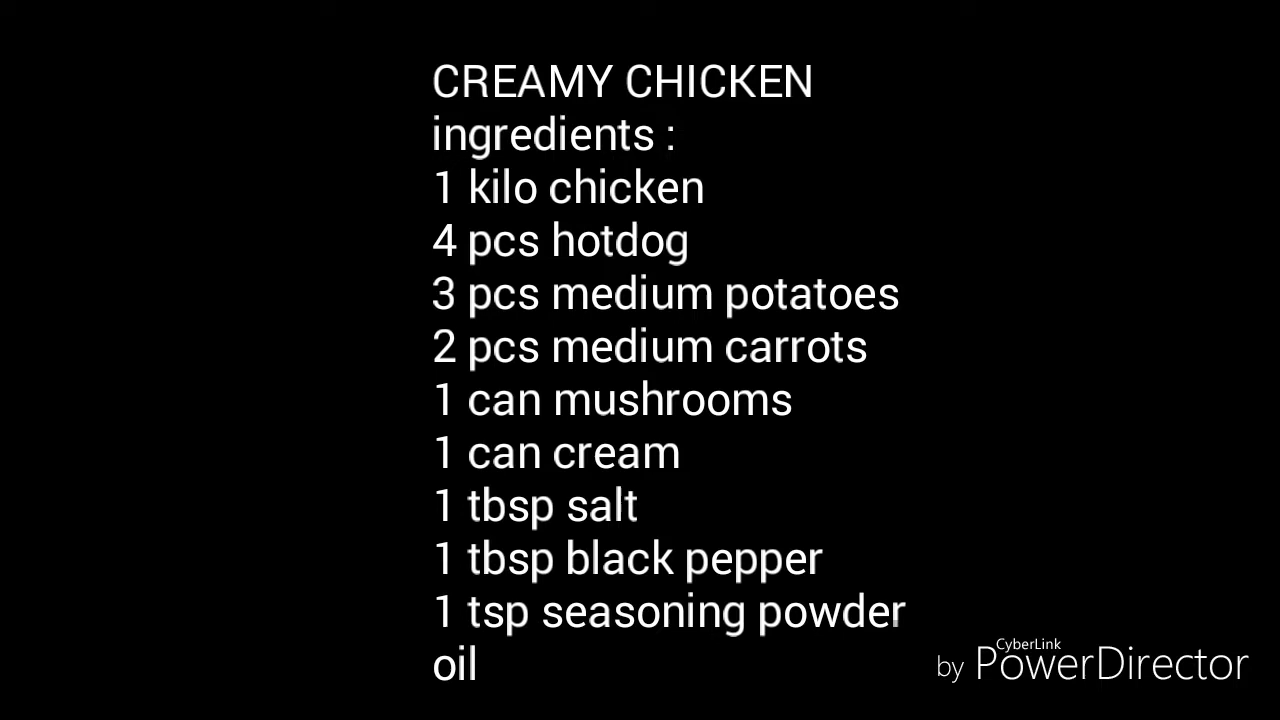 CREAMY CHICKEN
ingredients :
1 kilo chicken
4 pcs hotdog
3 pcs medium potatoes
2 pcs medium carrots
1 can mushrooms
1 can cream
1 tbsp salt
1 tbsp black pepper
1 tsp seasoning powder
oil
CyberLink
by PowerDirector